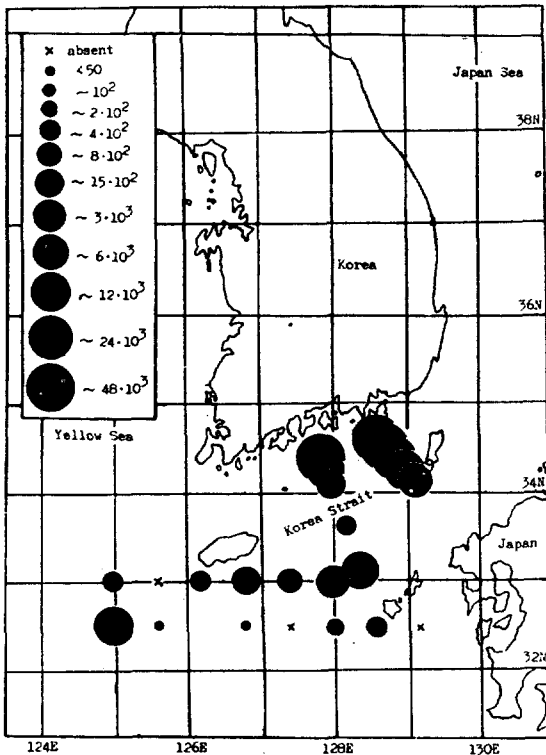 × absent
<50
~ 10²
~ 2·10²
~ 4·10²
~ 8·10²
~ 15·10²
~ 3·10³
~ 6·10³
~ 12·10³
~ 24·10³
~ 48·10³
Japan Sea
38N
Korea
36N
Yellow Sea
34N
Korea Strait
Japan
32N
124E 126E 128E 130E